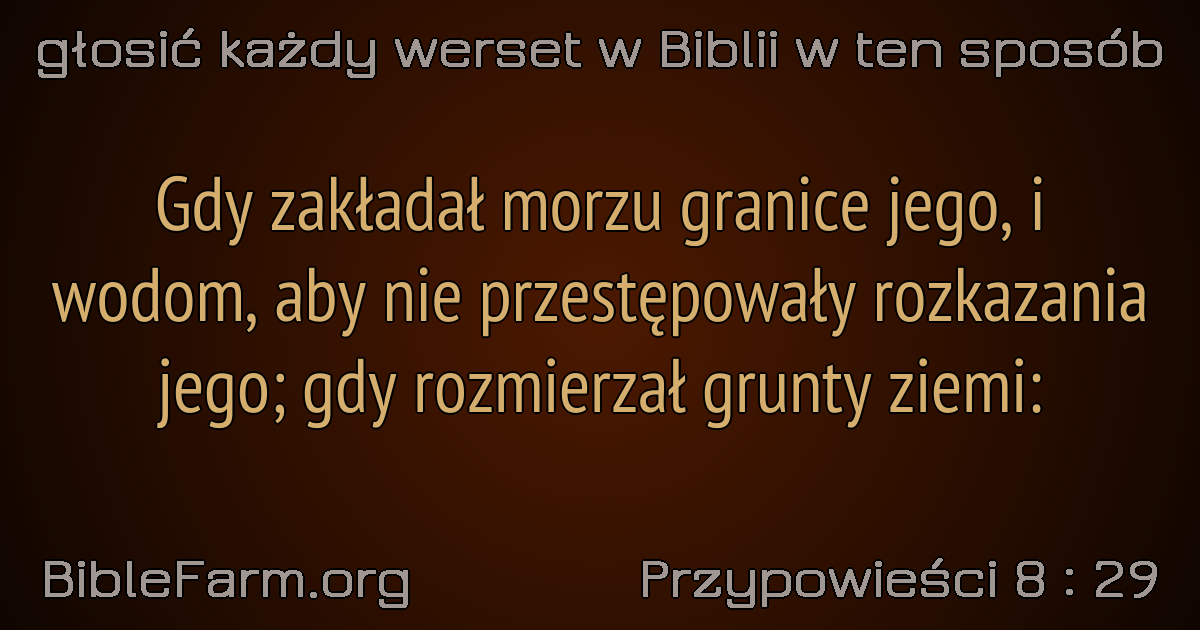 głosić każdy werset w Biblii w ten sposób
Gdy zakładał morzu granice jego, i
wodom, aby nie przestępowały rozkazania
jego; gdy rozmierzał grunty ziemi:
BibleFarm.org
Przypowieści 8 : 29